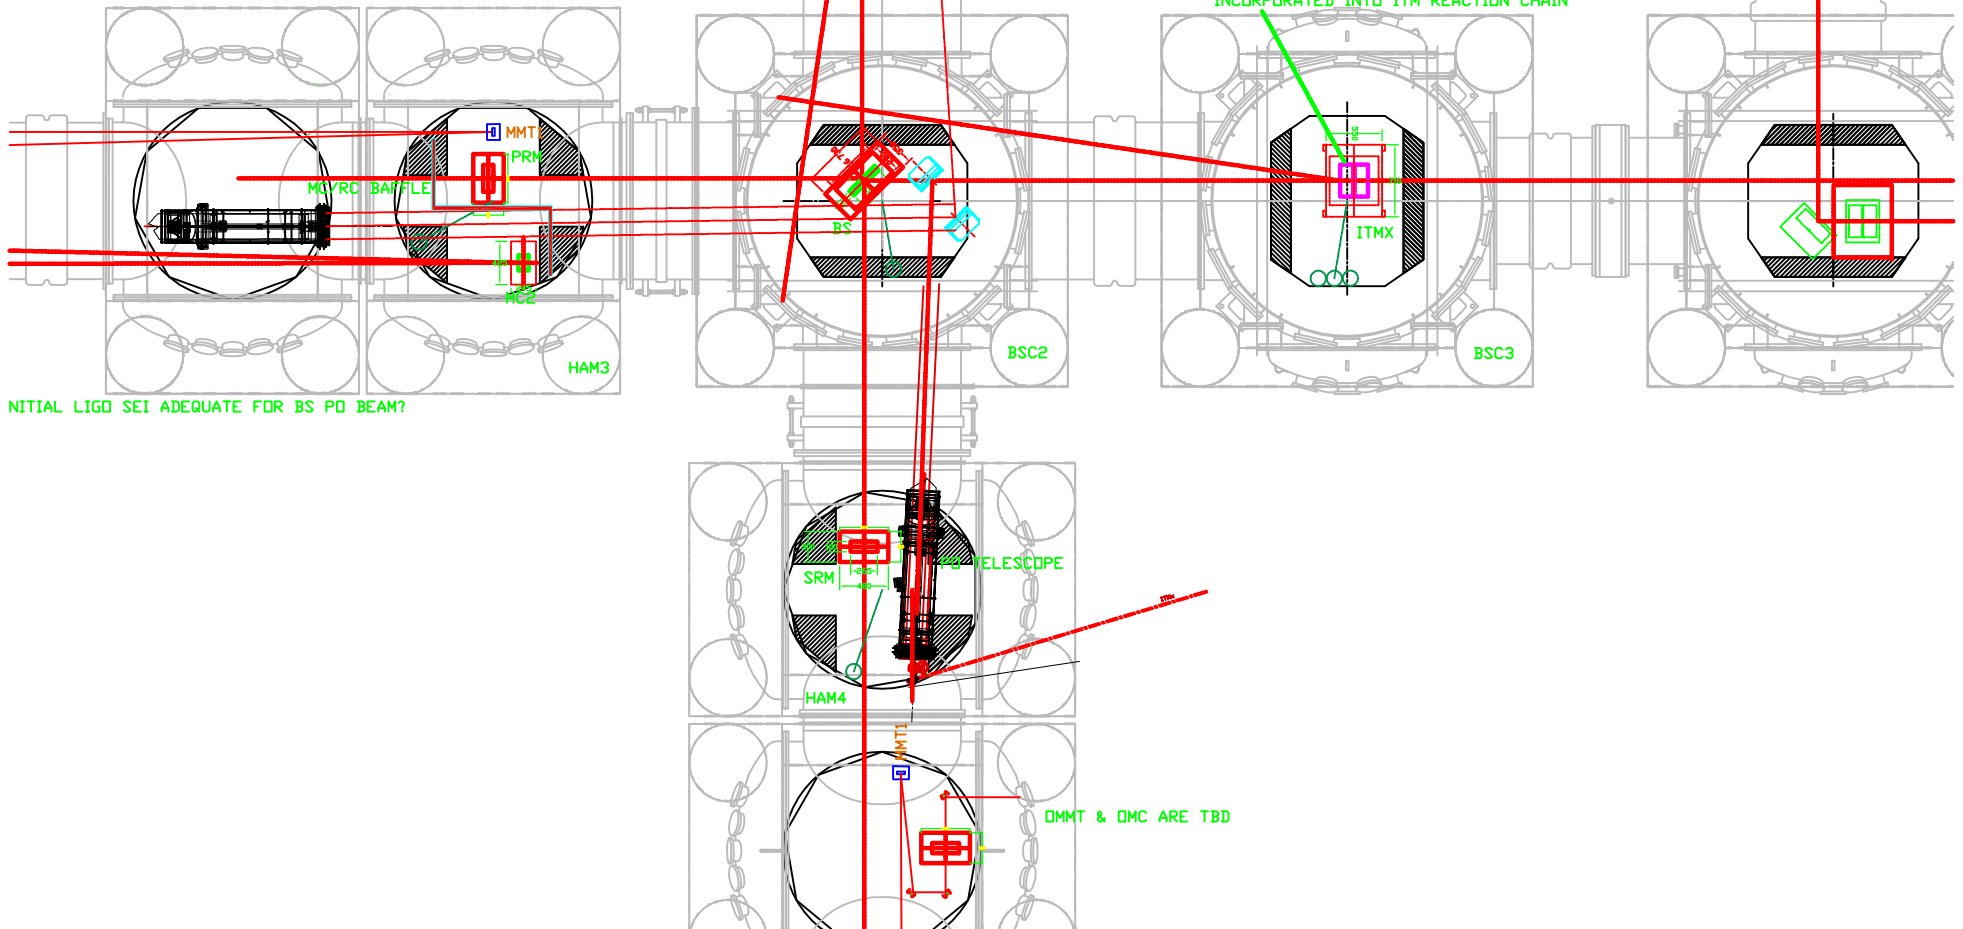 INCORPORATED INTO ITM REACTION CHAIN
MMT1
PRM
MC/RC BAFFLE
BS
ITMX
MC2
BSC2
BSC3
HAM3
NITIAL LIGO SEI ADEQUATE FOR BS PO BEAM?
PO TELESCOPE
SRM
ITMx
HAM4
MMT1
OMMT & OMC ARE TBD